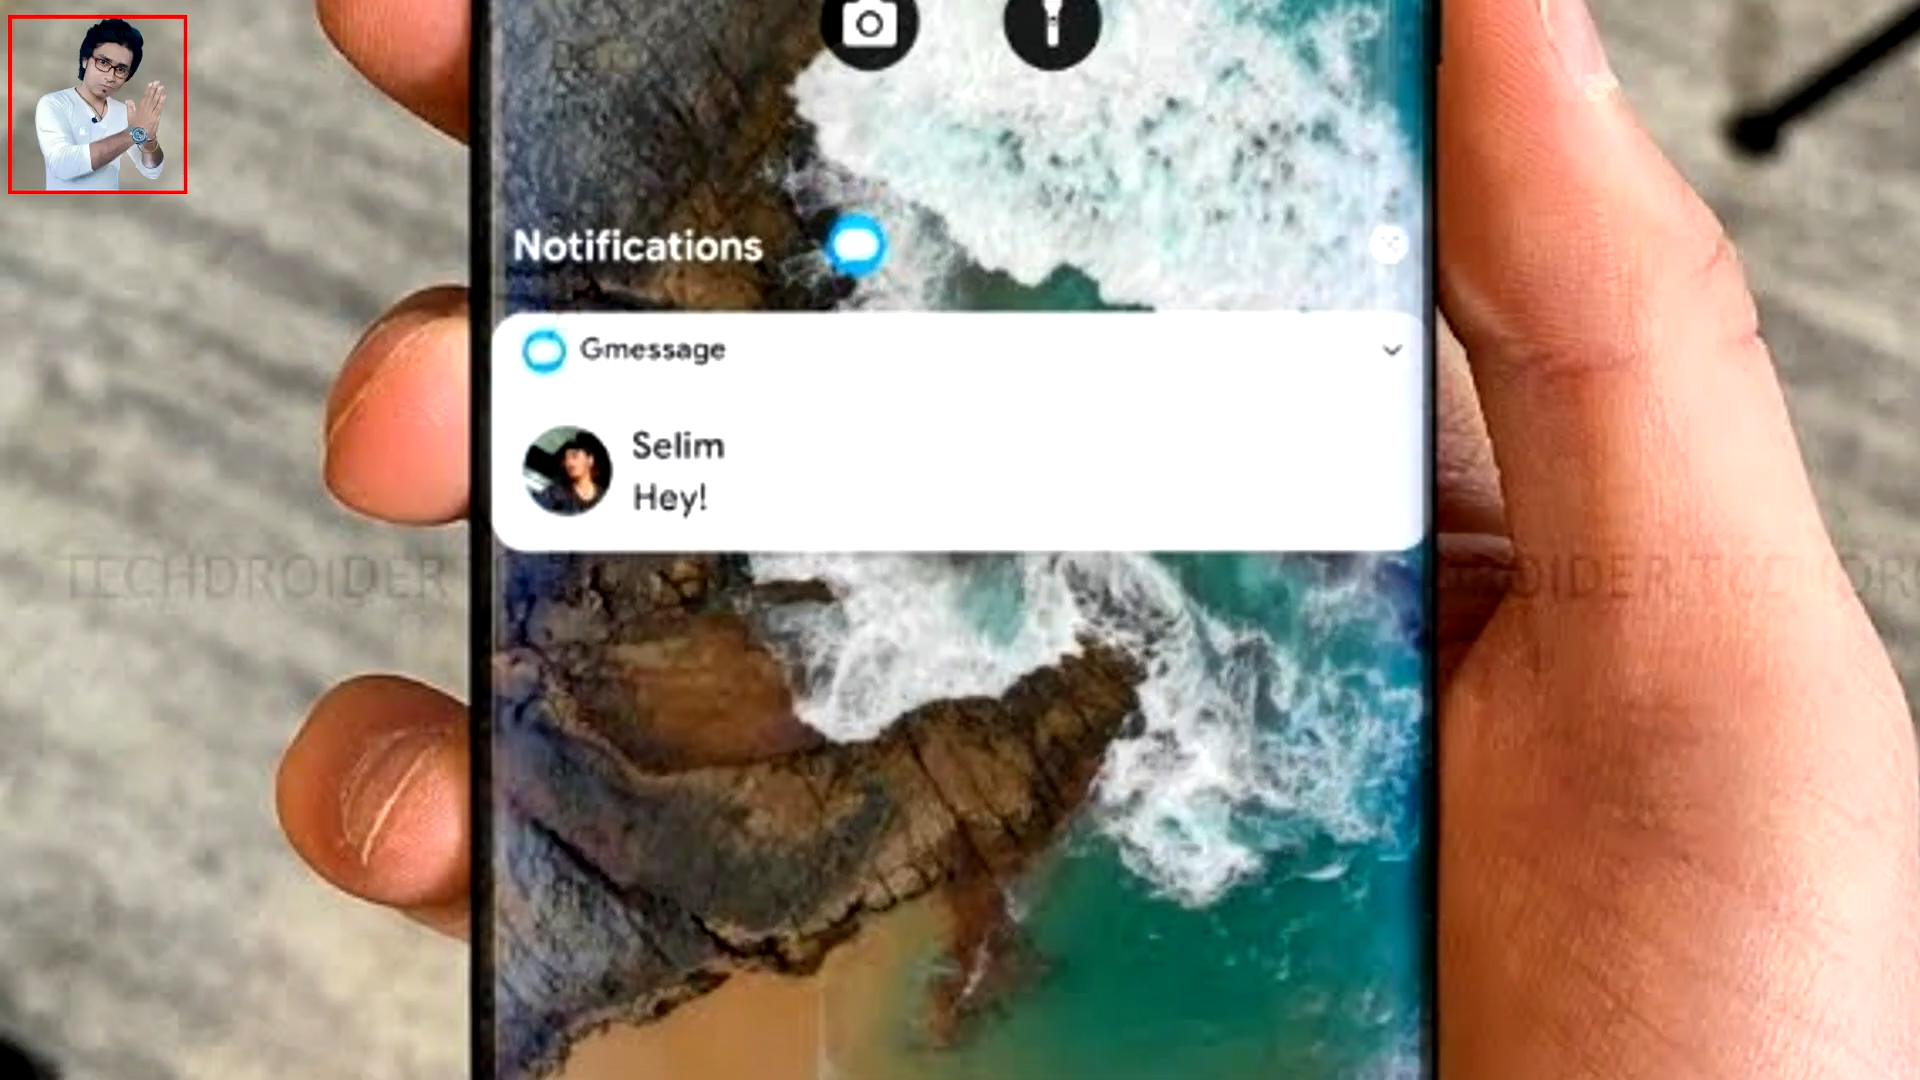 Notifications
Gmessage
Selim
Hey!
TECHDROIDER